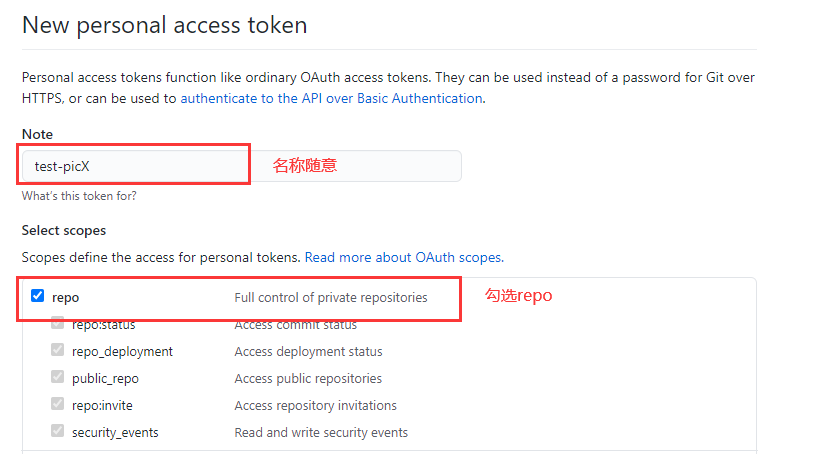 New personal access token
Personal access tokens function like ordinary OAuth access tokens. They can be used instead of a password for Git over
HTTPS, or can be used to authenticate to the API over Basic Authentication.
Note
test-picX
名称随意
What's this token for?
Select scopes
Scopes define the access for personal tokens. Read more about OAuth scopes.
repo Full control of private repositories 勾选repo
repo:status Access commit status
repo_deployment Access deployment status
public_repo Access public repositories
repo:invite Access repository invitations
security_events Read and write security events